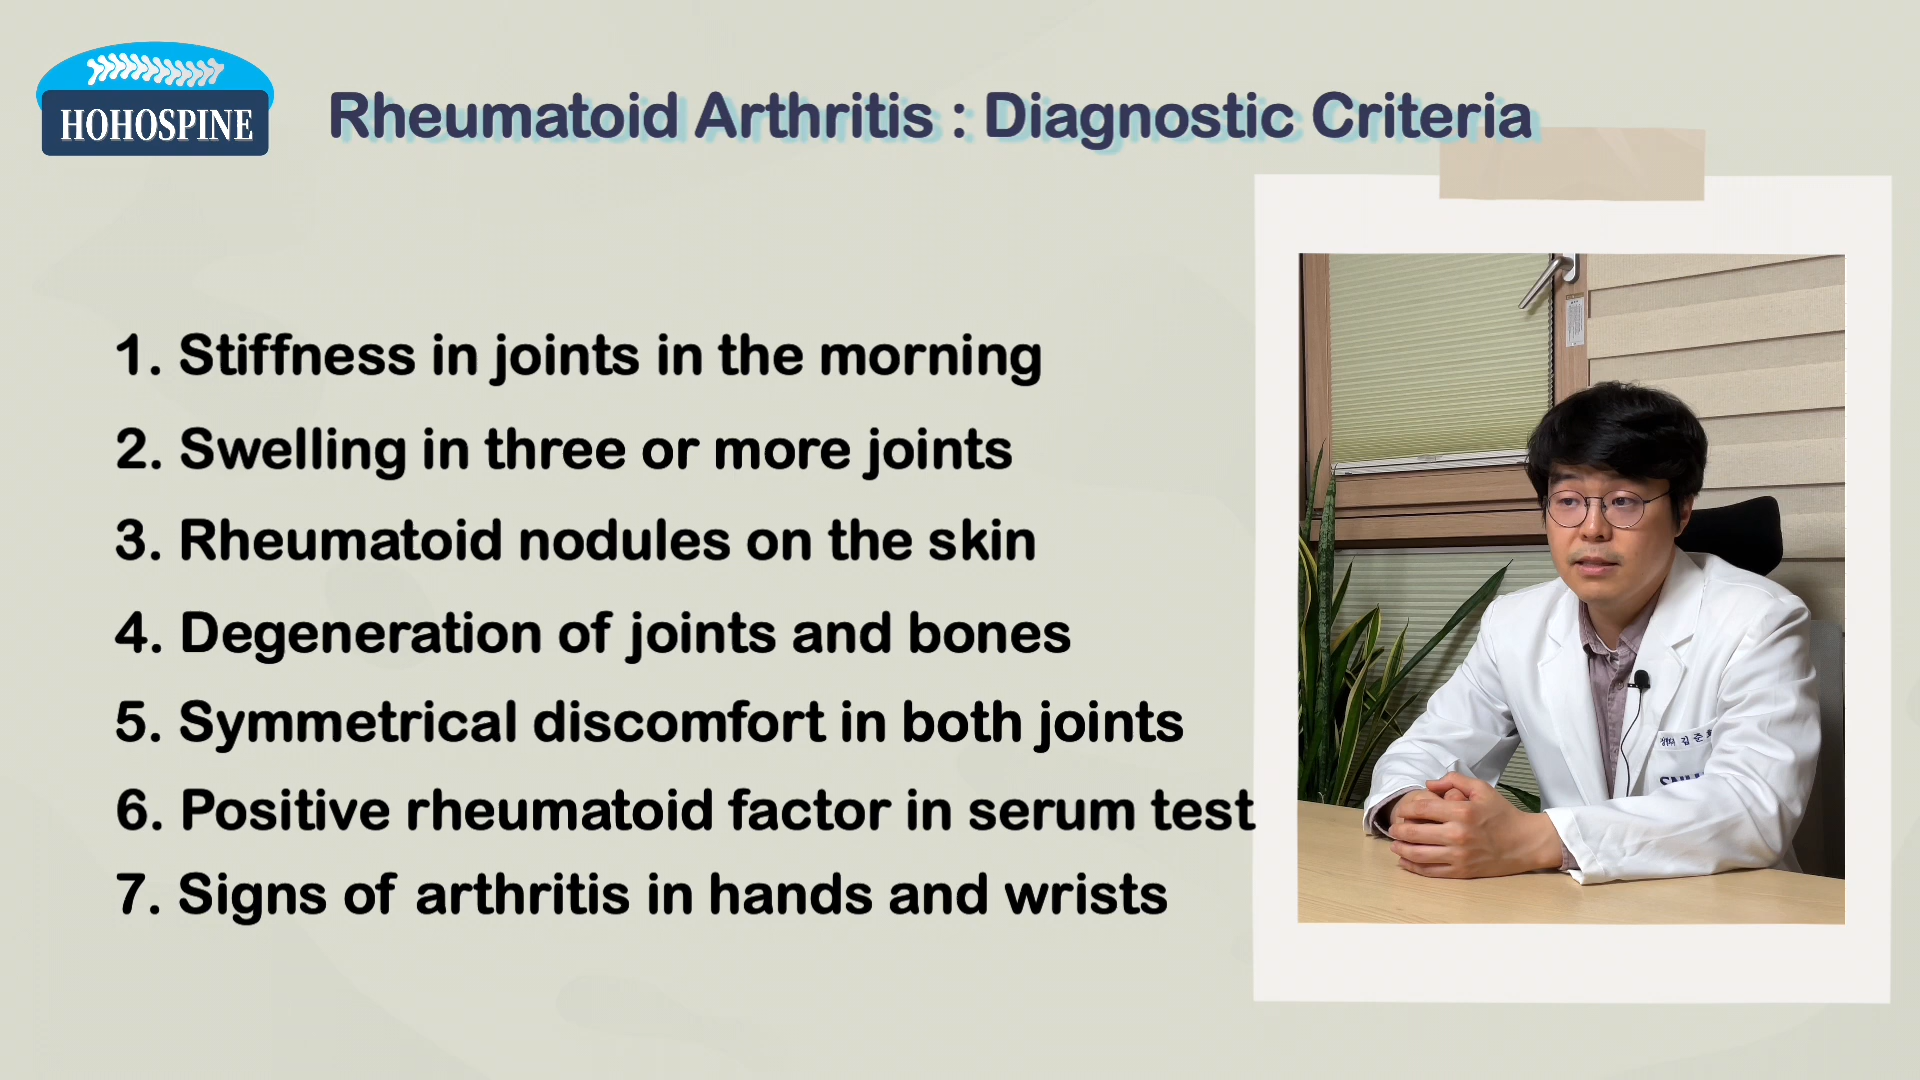 HOHOSPINE
Rheumatoid Arthritis : Diagnostic Criteria
1. Stiffness in joints in the morning
2. Swelling in three or more joints
3. Rheumatoid nodules on the skin
4. Degeneration of joints and bones
5. Symmetrical discomfort in both joints
6. Positive rheumatoid factor in serum test
7. Signs of arthritis in hands and wrists
김준